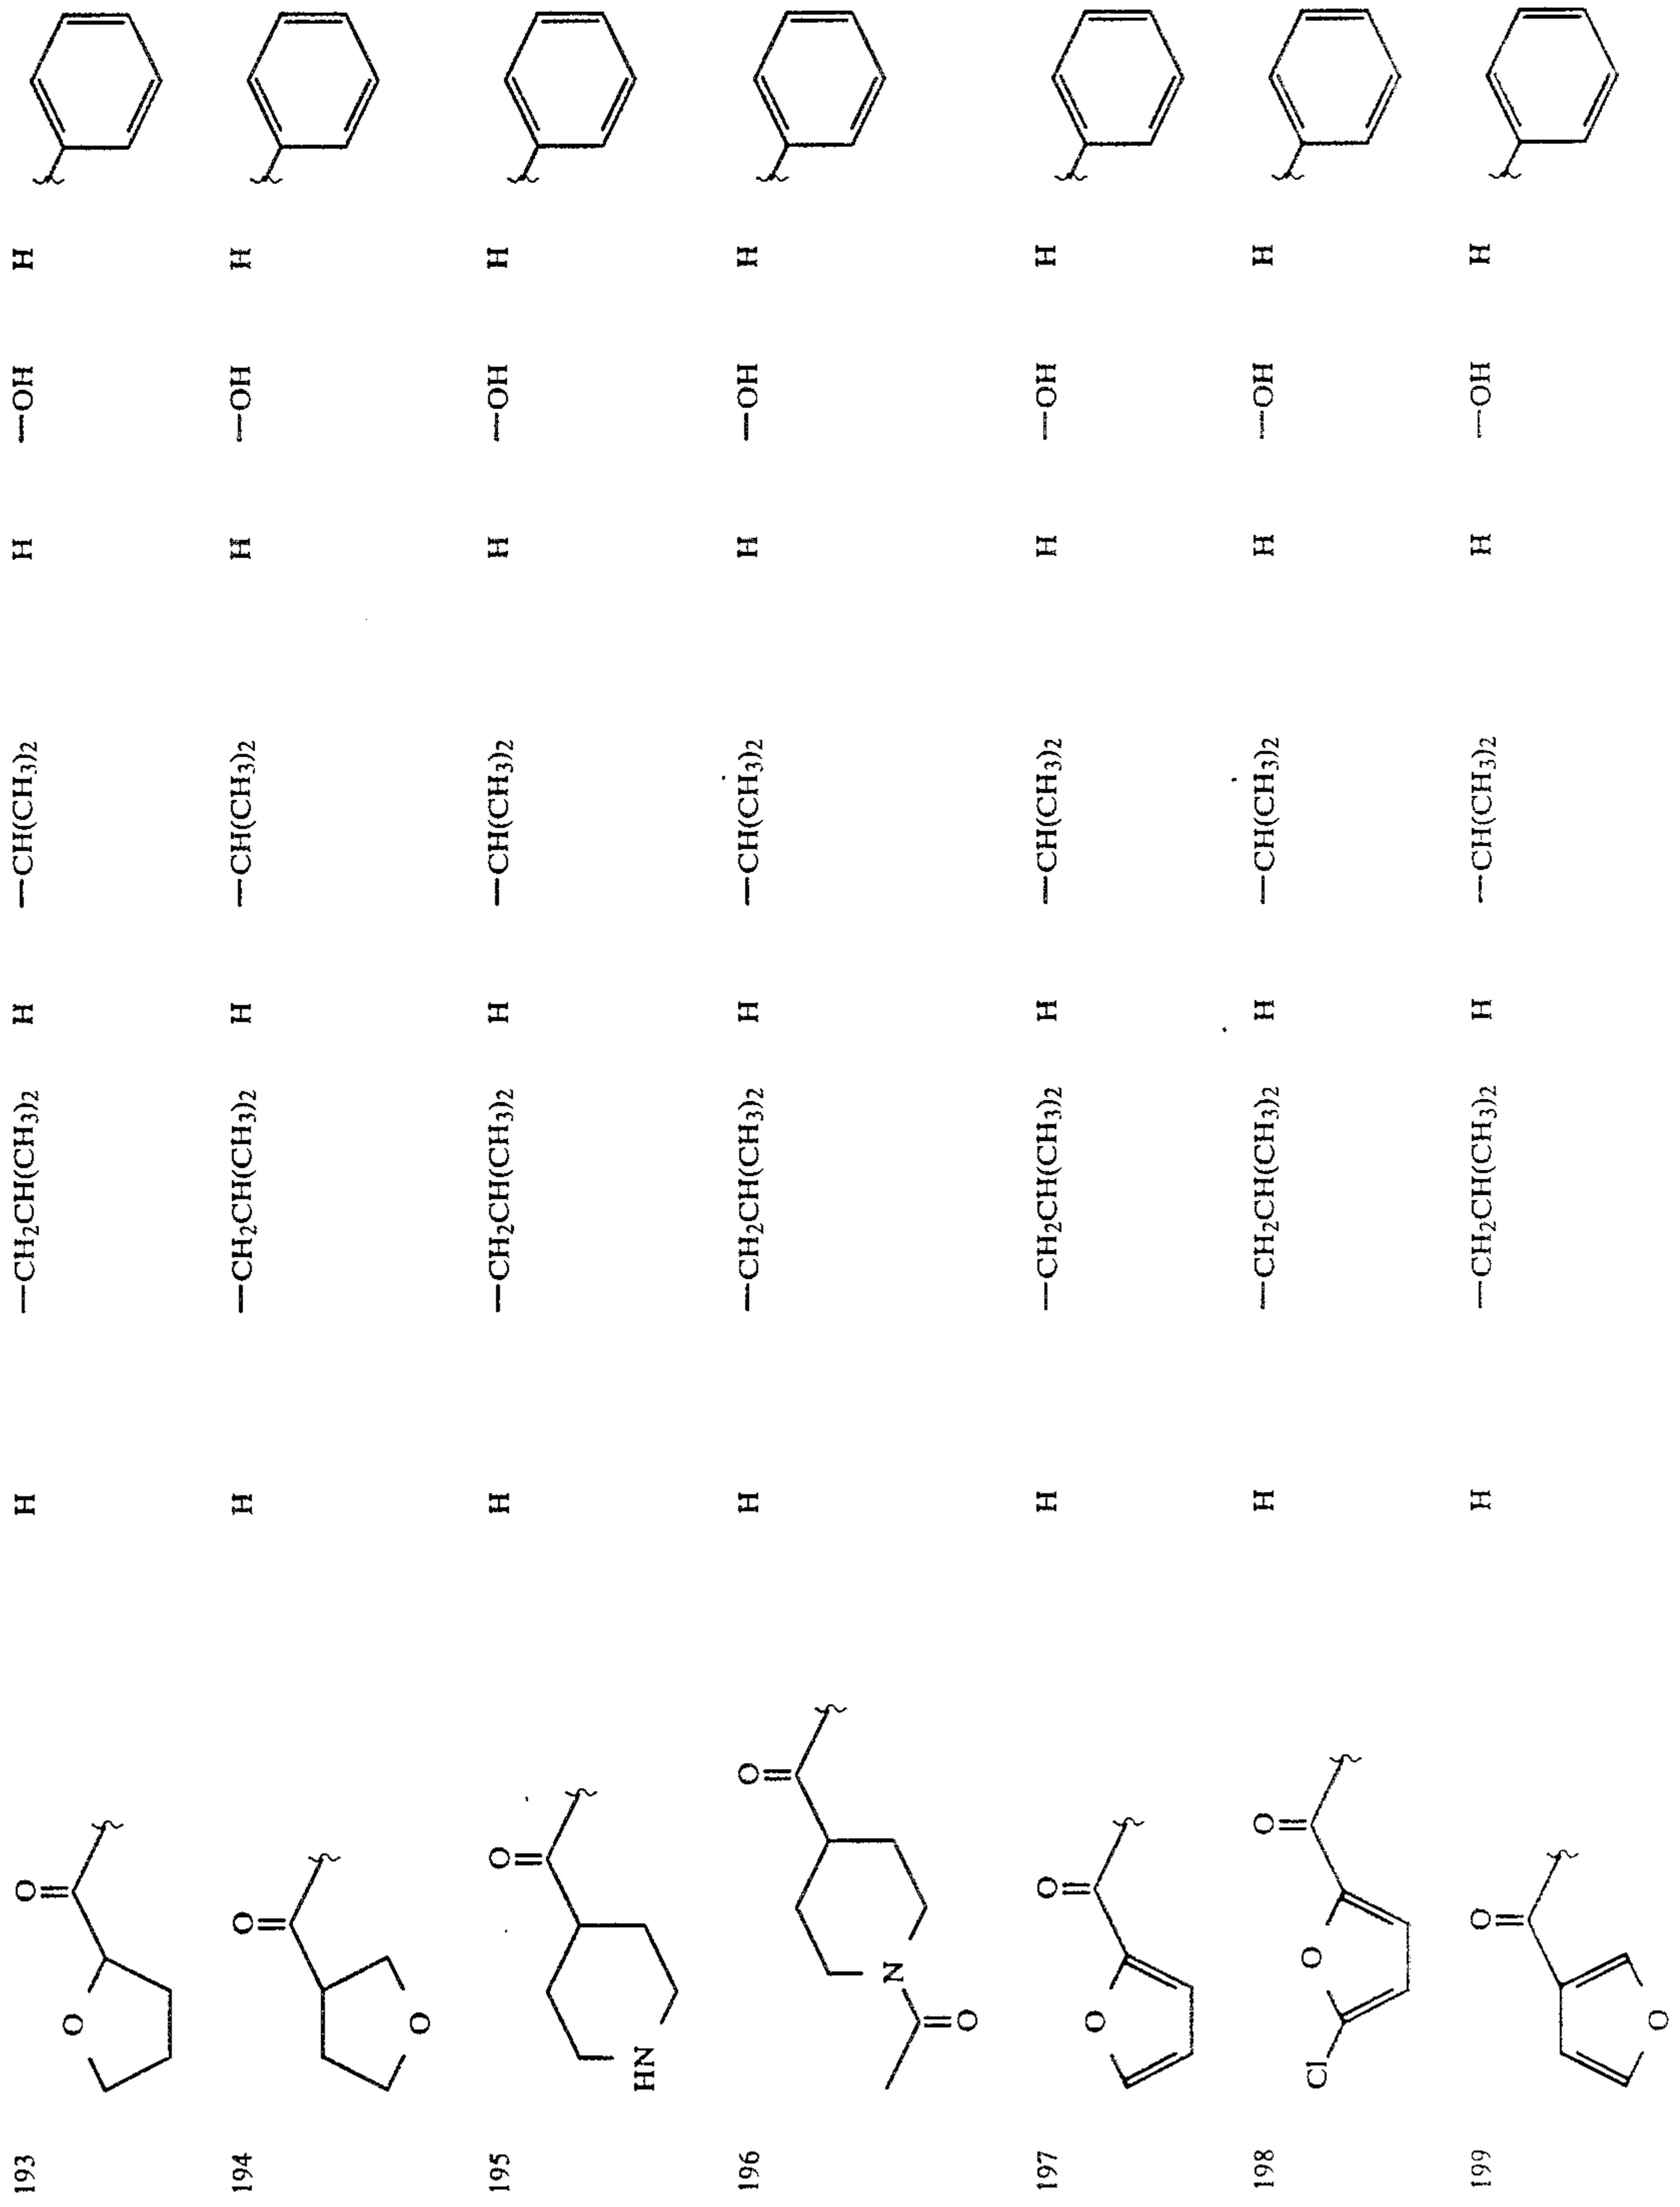 193 O O H —CH2CH(CH3)2 H —CH(CH3)2 H —OH H
194 O O H —CH2CH(CH3)2 H —CH(CH3)2 H —OH H
195 HN O H —CH2CH(CH3)2 H —CH(CH3)2 H —OH H
196 O N O H —CH2CH(CH3)2 H —CH(CH3)2 H —OH H
197 O O H —CH2CH(CH3)2 H —CH(CH3)2 H —OH H
198 Cl O O H —CH2CH(CH3)2 H —CH(CH3)2 H —OH H
199 O O H —CH2CH(CH3)2 H —CH(CH3)2 H —OH H